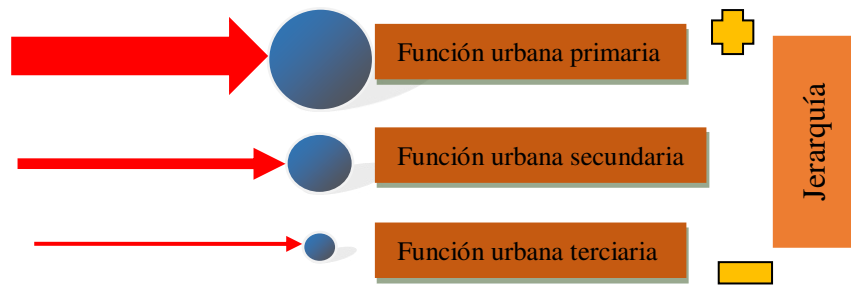 Función urbana primaria
Función urbana secundaria
Función urbana terciaria
Jerarquía